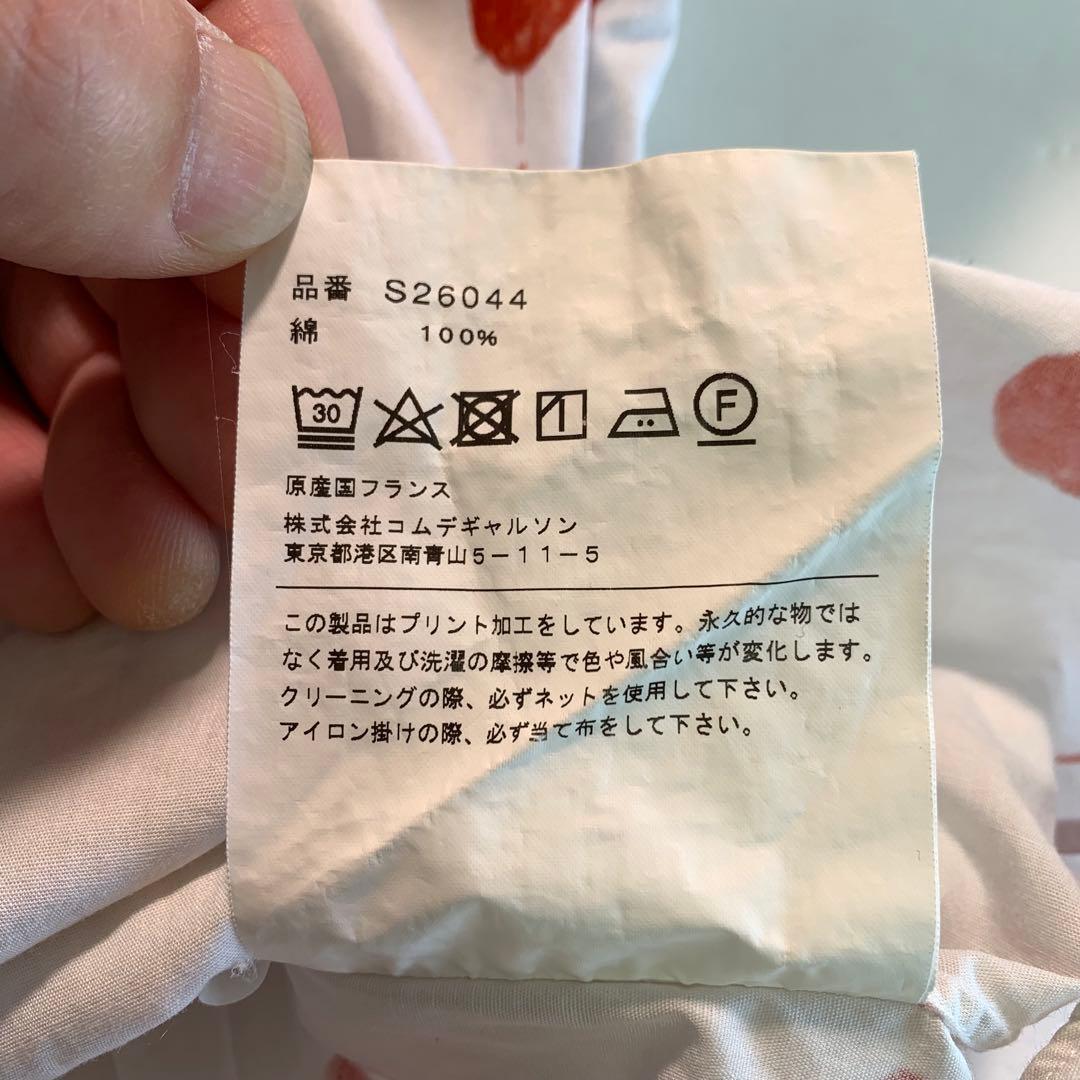 品番 S26044
綿 100%
30 F
原産国フランス
株式会社コムデギャルソン
東京都港区南青山5-11-5
この製品はプリント加工をしています。永久的な物では
なく着用及び洗濯の摩擦等で色や風合い等が変化します。
クリーニングの際、必ずネットを使用して下さい。
アイロン掛けの際、必ず当て布をして下さい。